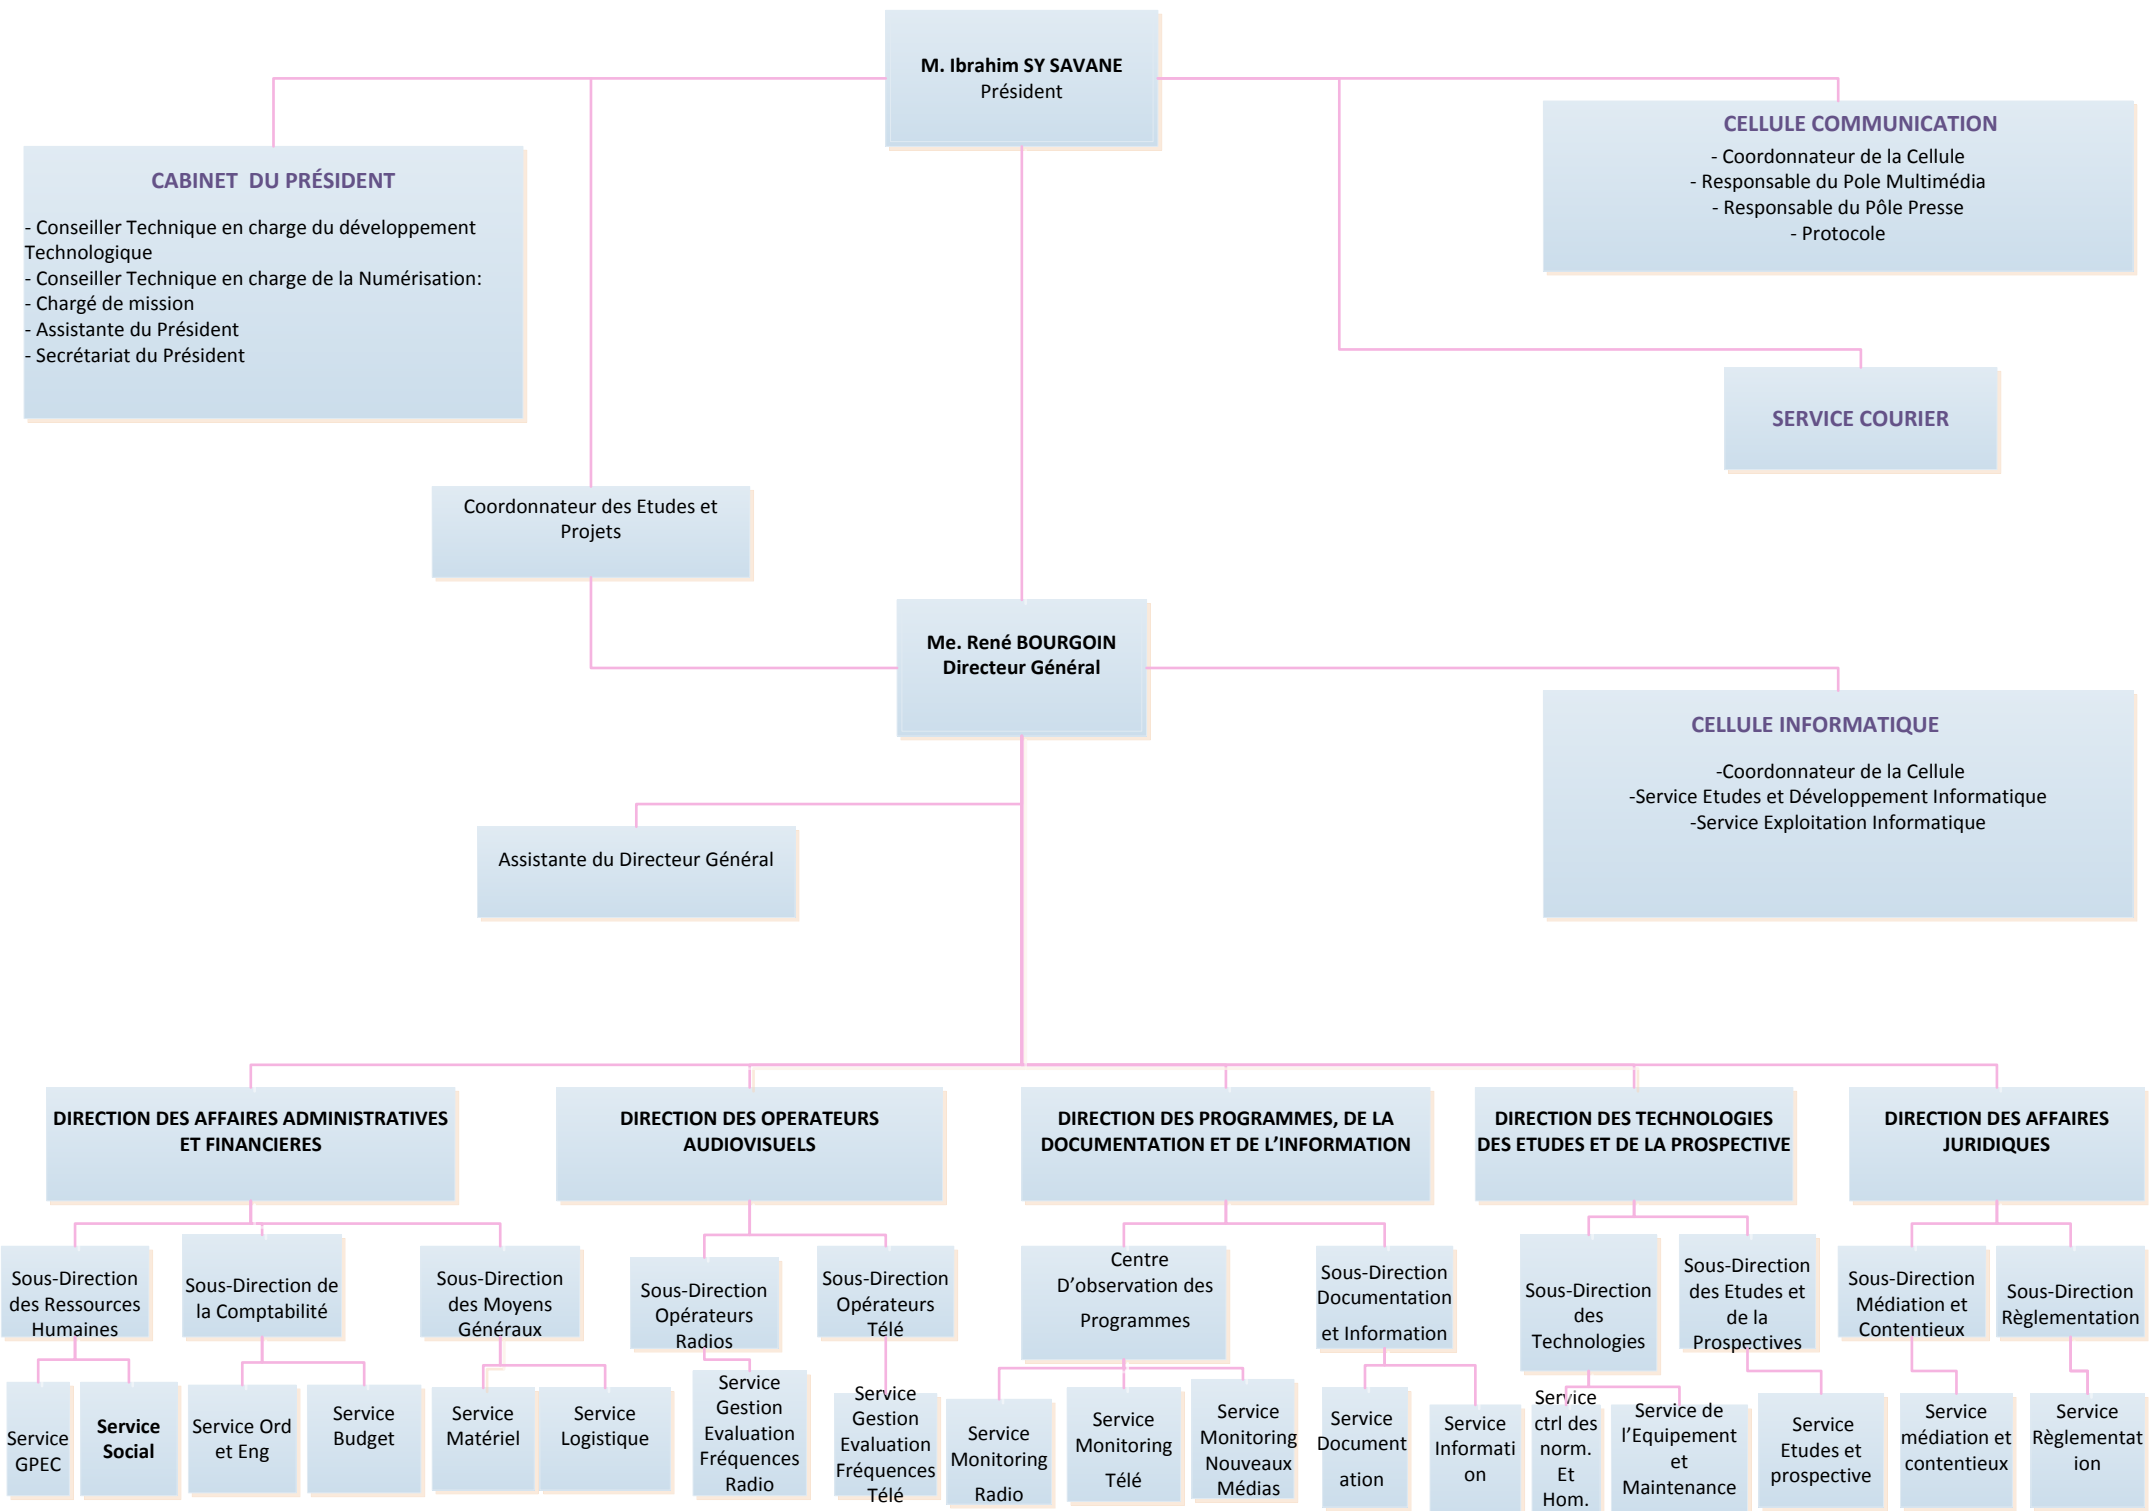 M. Ibrahim SY SAVANE
Président
CABINET DU PRÉSIDENT
- Conseiller Technique en charge du développement
Technologique
- Conseiller Technique en charge de la Numérisation:
- Chargé de mission
- Assistante du Président
- Secrétariat du Président
CELLULE COMMUNICATION
- Coordonnateur de la Cellule
- Responsable du Pole Multimédia
- Responsable du Pôle Presse
- Protocole
SERVICE COURIER
Coordonnateur des Etudes et
Projets
Me. René BOURGOIN
Directeur Général
CELLULE INFORMATIQUE
-Coordonnateur de la Cellule
-Service Etudes et Développement Informatique
-Service Exploitation Informatique
Assistante du Directeur Général
DIRECTION DES AFFAIRES ADMINISTRATIVES
ET FINANCIERES
DIRECTION DES OPERATEURS
AUDIOVISUELS
DIRECTION DES PROGRAMMES, DE LA
DOCUMENTATION ET DE L'INFORMATION
DIRECTION DES TECHNOLOGIES
DES ETUDES ET DE LA PROSPECTIVE
DIRECTION DES AFFAIRES
JURIDIQUES
Sous-Direction
des Ressources
Humaines
Sous-Direction de
la Comptabilité
Sous-Direction
des Moyens
Généraux
Sous-Direction
Opérateurs
Radios
Sous-Direction
Opérateurs
Télé
Centre
D'observation des
Programmes
Sous-Direction
Documentation
et Information
Sous-Direction
des
Technologies
Sous-Direction
des Etudes et
de la
Prospectives
Sous-Direction
Médiation et
Contentieux
Sous-Direction
Règlementation
Service
GPEC
Service
Social
Service Ord
et Eng
Service
Budget
Service
Matériel
Service
Logistique
Service
Gestion
Evaluation
Fréquences
Radio
Service
Gestion
Evaluation
Fréquences
Télé
Service
Monitoring
Radio
Service
Monitoring
Télé
Service
Monitoring
Nouveaux
Médias
Service
Document
ation
Service
Informati
on
Service
ctrl des
norm.
Et
Hom.
Service de
l'Equipement
et
Maintenance
Service
Etudes et
prospective
Service
médiation et
contentieux
Service
Règlementat
ion